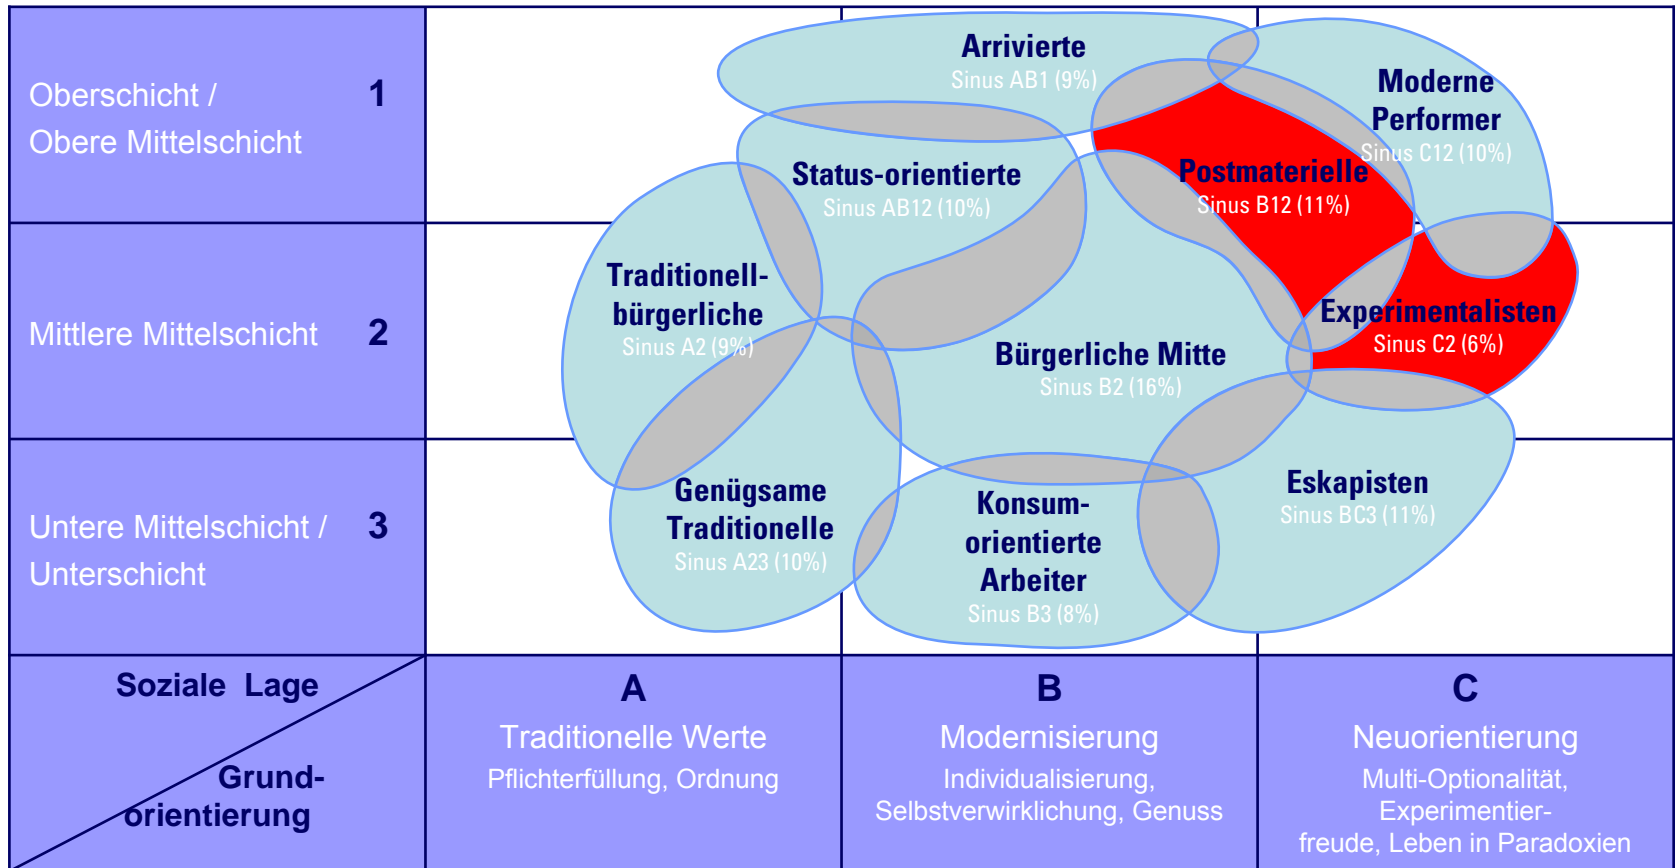 Oberschicht / 1
Obere Mittelschicht
Mittlere Mittelschicht 2
Untere Mittelschicht / 3
Unterschicht
Arrivierte
Sinus AB1 (9%)
Moderne
Performer
Sinus C12 (10%)
Status-orientierte
Sinus AB12 (10%)
Postmaterielle
Sinus B12 (11%)
Traditionell-
bürgerliche
Sinus A2 (9%)
Experimentalisten
Sinus C2 (6%)
Bürgerliche Mitte
Sinus B2 (16%)
Genügsame
Traditionelle
Sinus A23 (10%)
Konsum-
orientierte
Arbeiter
Sinus B3 (8%)
Eskapisten
Sinus BC3 (11%)
Soziale Lage
Grund-
orientierung
A
Traditionelle Werte
Pflichterfüllung, Ordnung
B
Modernisierung
Individualisierung,
Selbstverwirklichung, Genuss
C
Neuorientierung
Multi-Optionalität,
Experimentier-
freude, Leben in Paradoxien